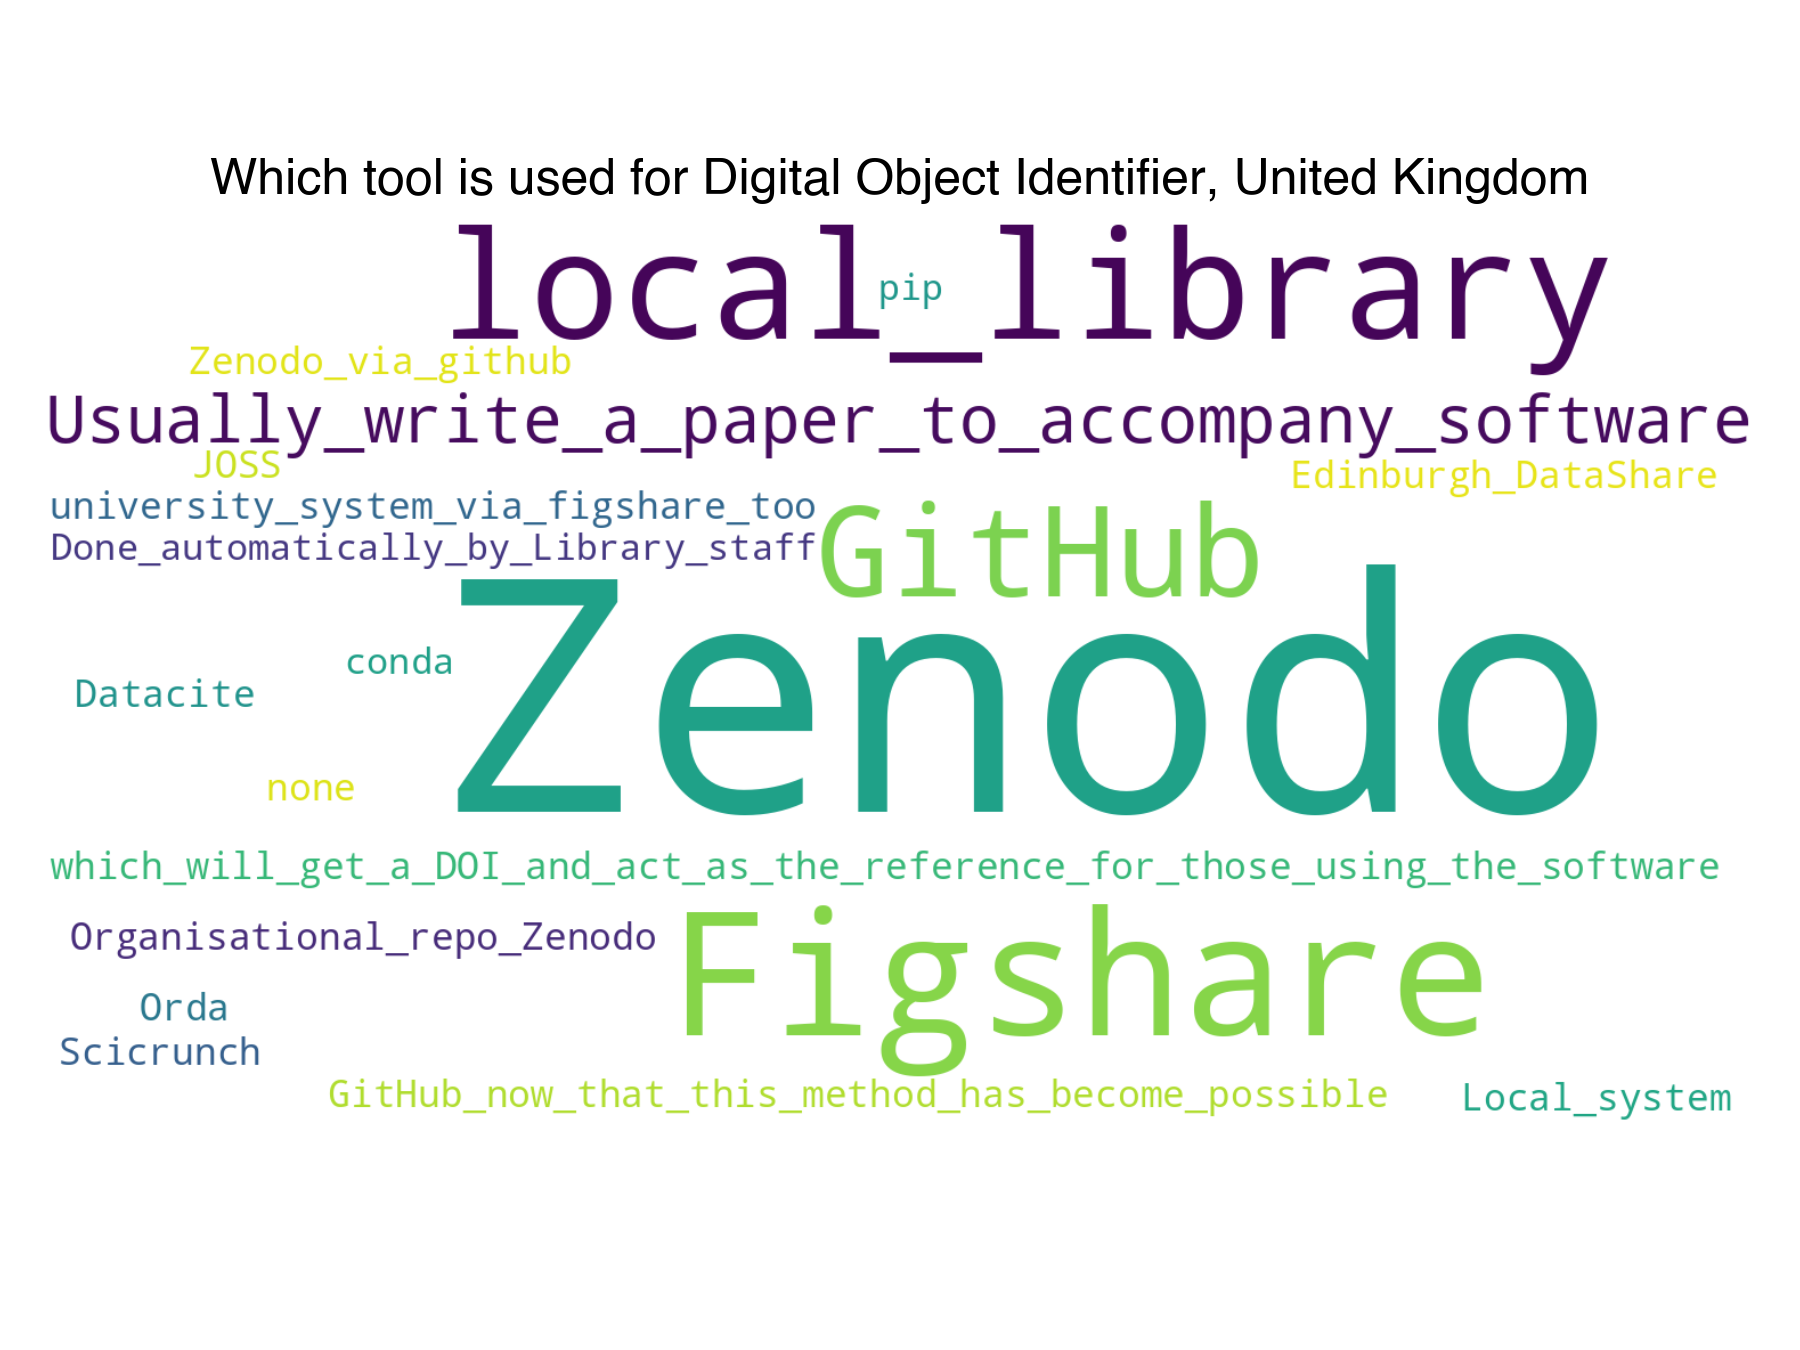 Which tool is used for Digital Object Identifier, United Kingdom
local_library
pip
Zenodo_via_github
Usually_write_a_paper_to_accompany_software
JOSS
Edinburgh_DataShare
university_system_via_figshare_too
GitHub
Done_automatically_by_Library_staff
Zenodo
conda
Datacite
none
which_will_get_a_DOI_and_act_as_the_reference_for_those_using_the_software
Organisational_repo_Zenodo
Figshare
Orda
Scicrunch
GitHub_now_that_this_method_has_become_possible
Local_system